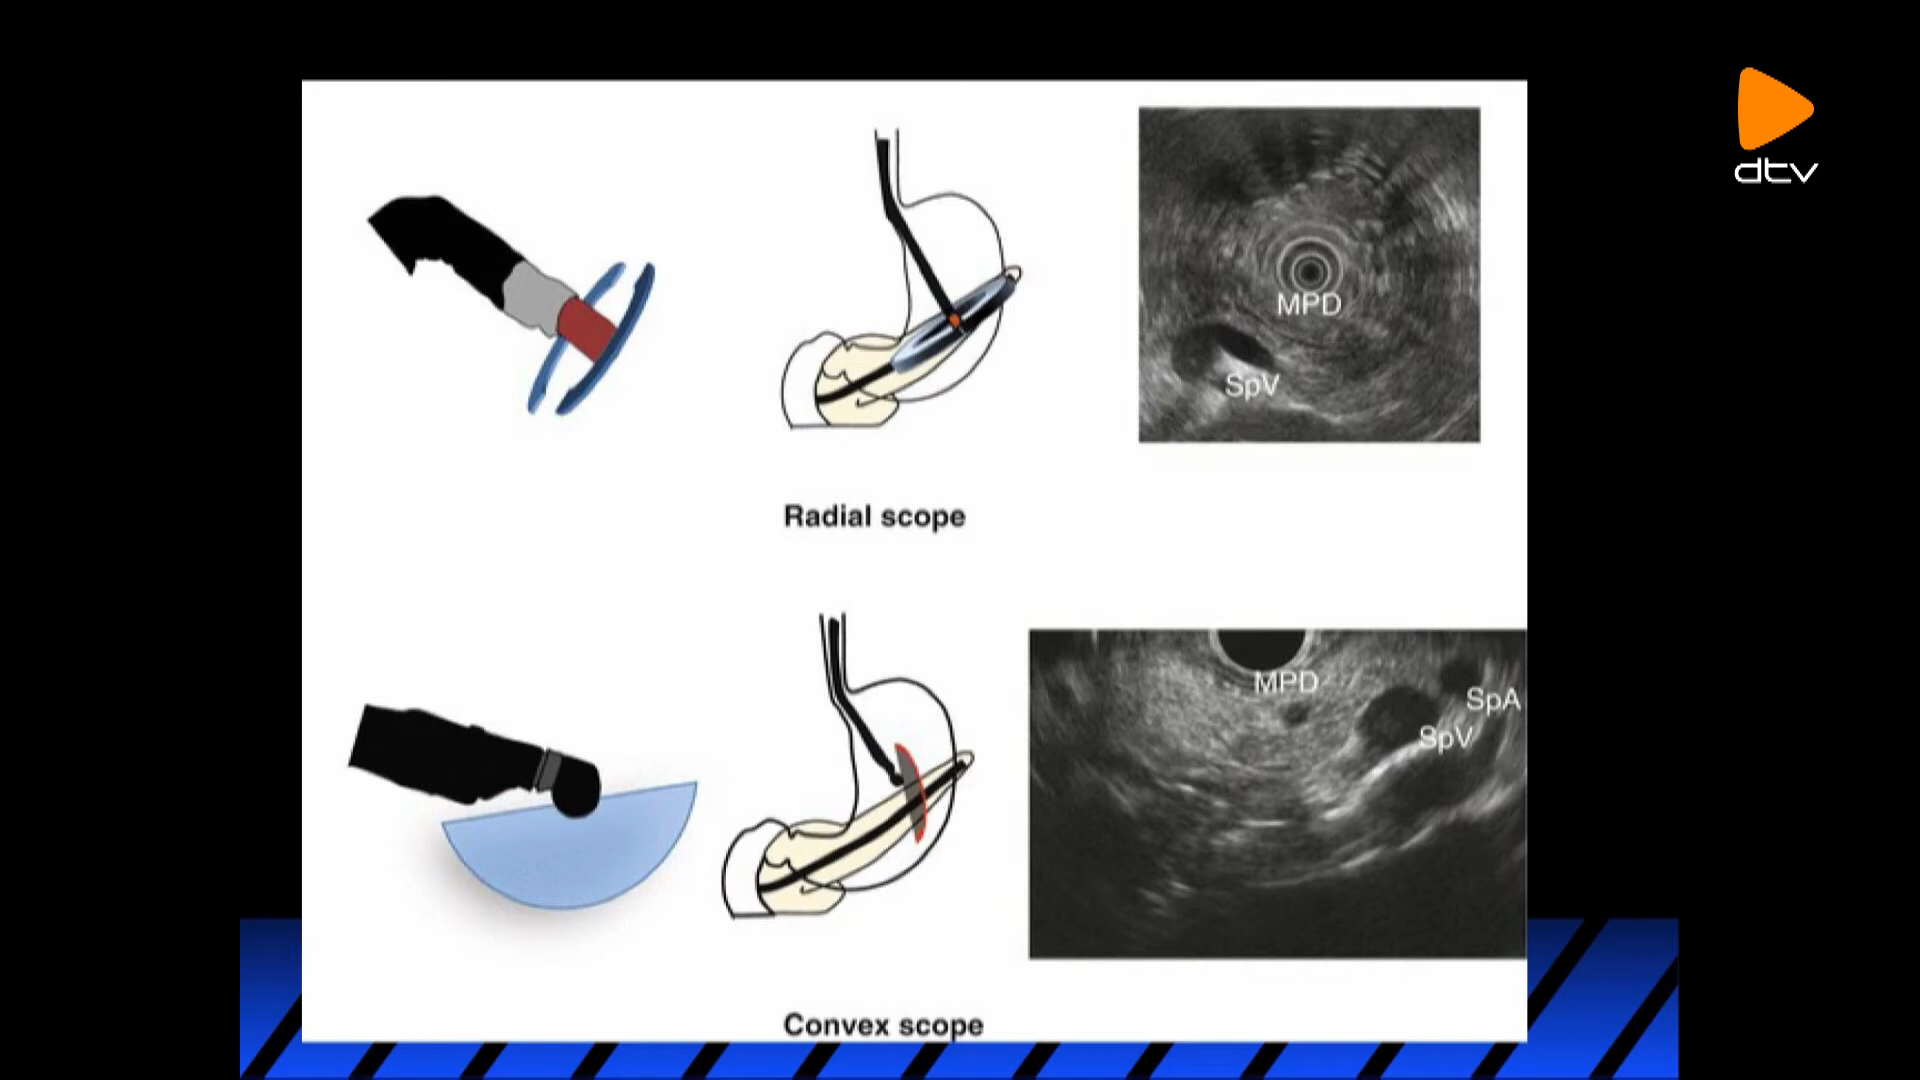 dtv
MPD
SpV
Radial scope
MPD
SpA
SpV
Convex scope